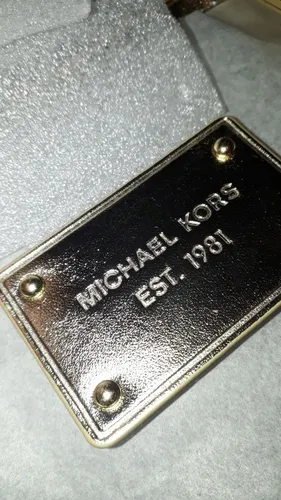 MICHAEL KORS
EST. 1981